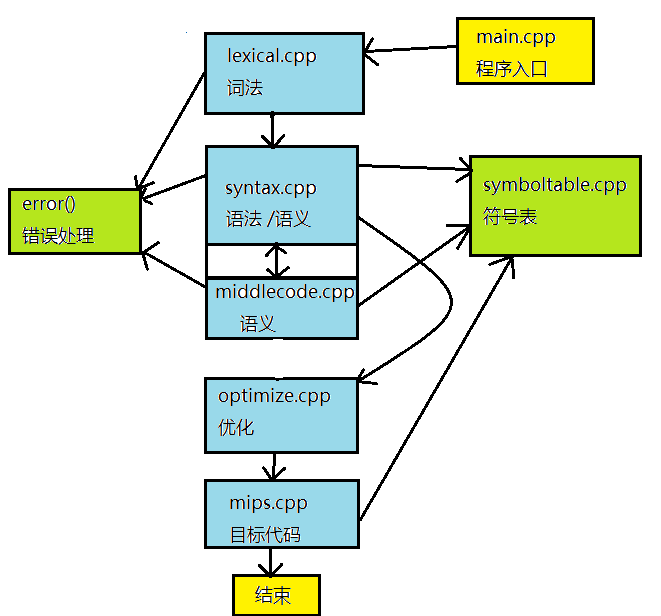 main.cpp
程序入口
lexical.cpp
词法
syntax.cpp
语法 /语义
symboltable.cpp
符号表
error()
错误处理
middlecode.cpp
语义
optimize.cpp
优化
mips.cpp
目标代码
结束